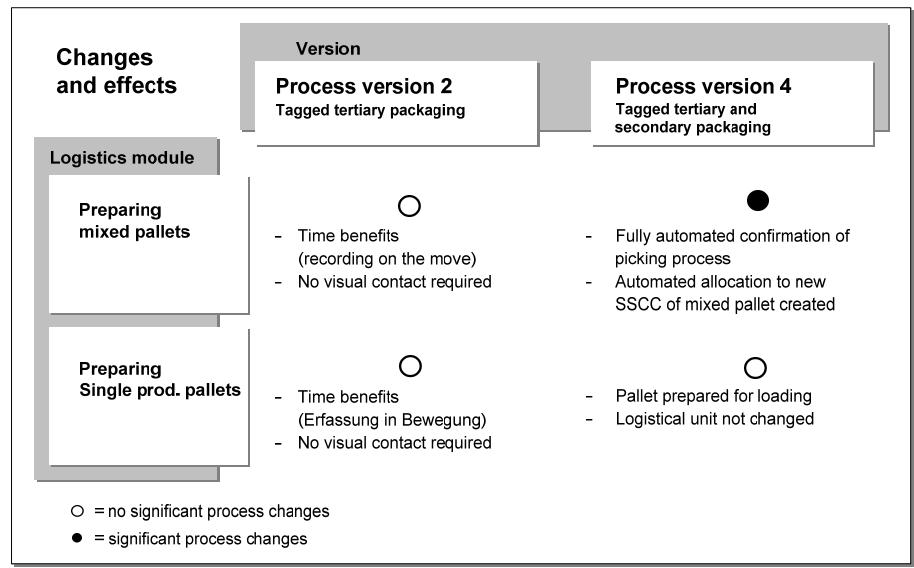 Changes
and effects
Version
Process version 2
Tagged tertiary packaging
Process version 4
Tagged tertiary and
secondary packaging
Logistics module
Preparing
mixed pallets
- Time benefits
(recording on the move)
- No visual contact required
- Fully automated confirmation of
picking process
- Automated allocation to new
SSCC of mixed pallet created
Preparing
Single prod. pallets
- Time benefits
(Erfassung in Bewegung)
- No visual contact required
- Pallet prepared for loading
- Logistical unit not changed
○ = no significant process changes
● = significant process changes